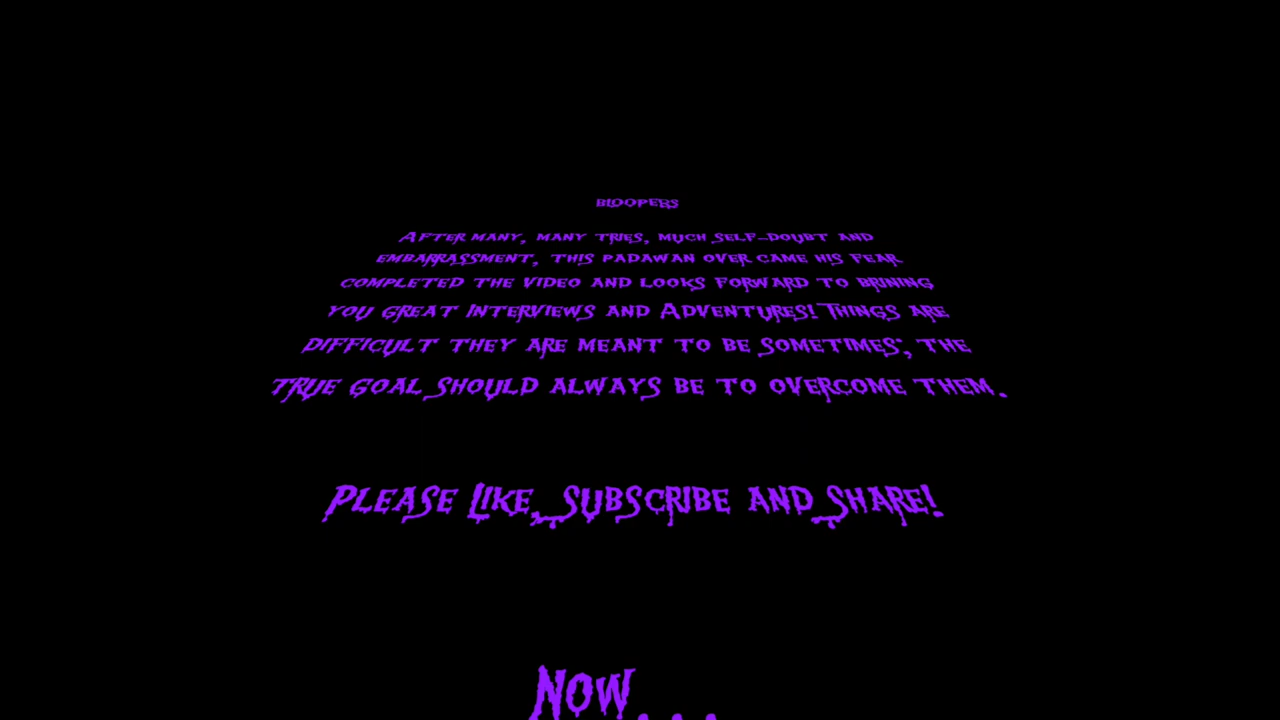 Bloopers
After many, many tries, much self-doubt and
embarrassment, this padawan over came his fear
completed the video and looks forward to brining
you great Interviews and Adventures! Things are
difficult they are meant to be sometimes;, the
true goal should always be to overcome them.
Please Like, Subscribe and Share!
Now...